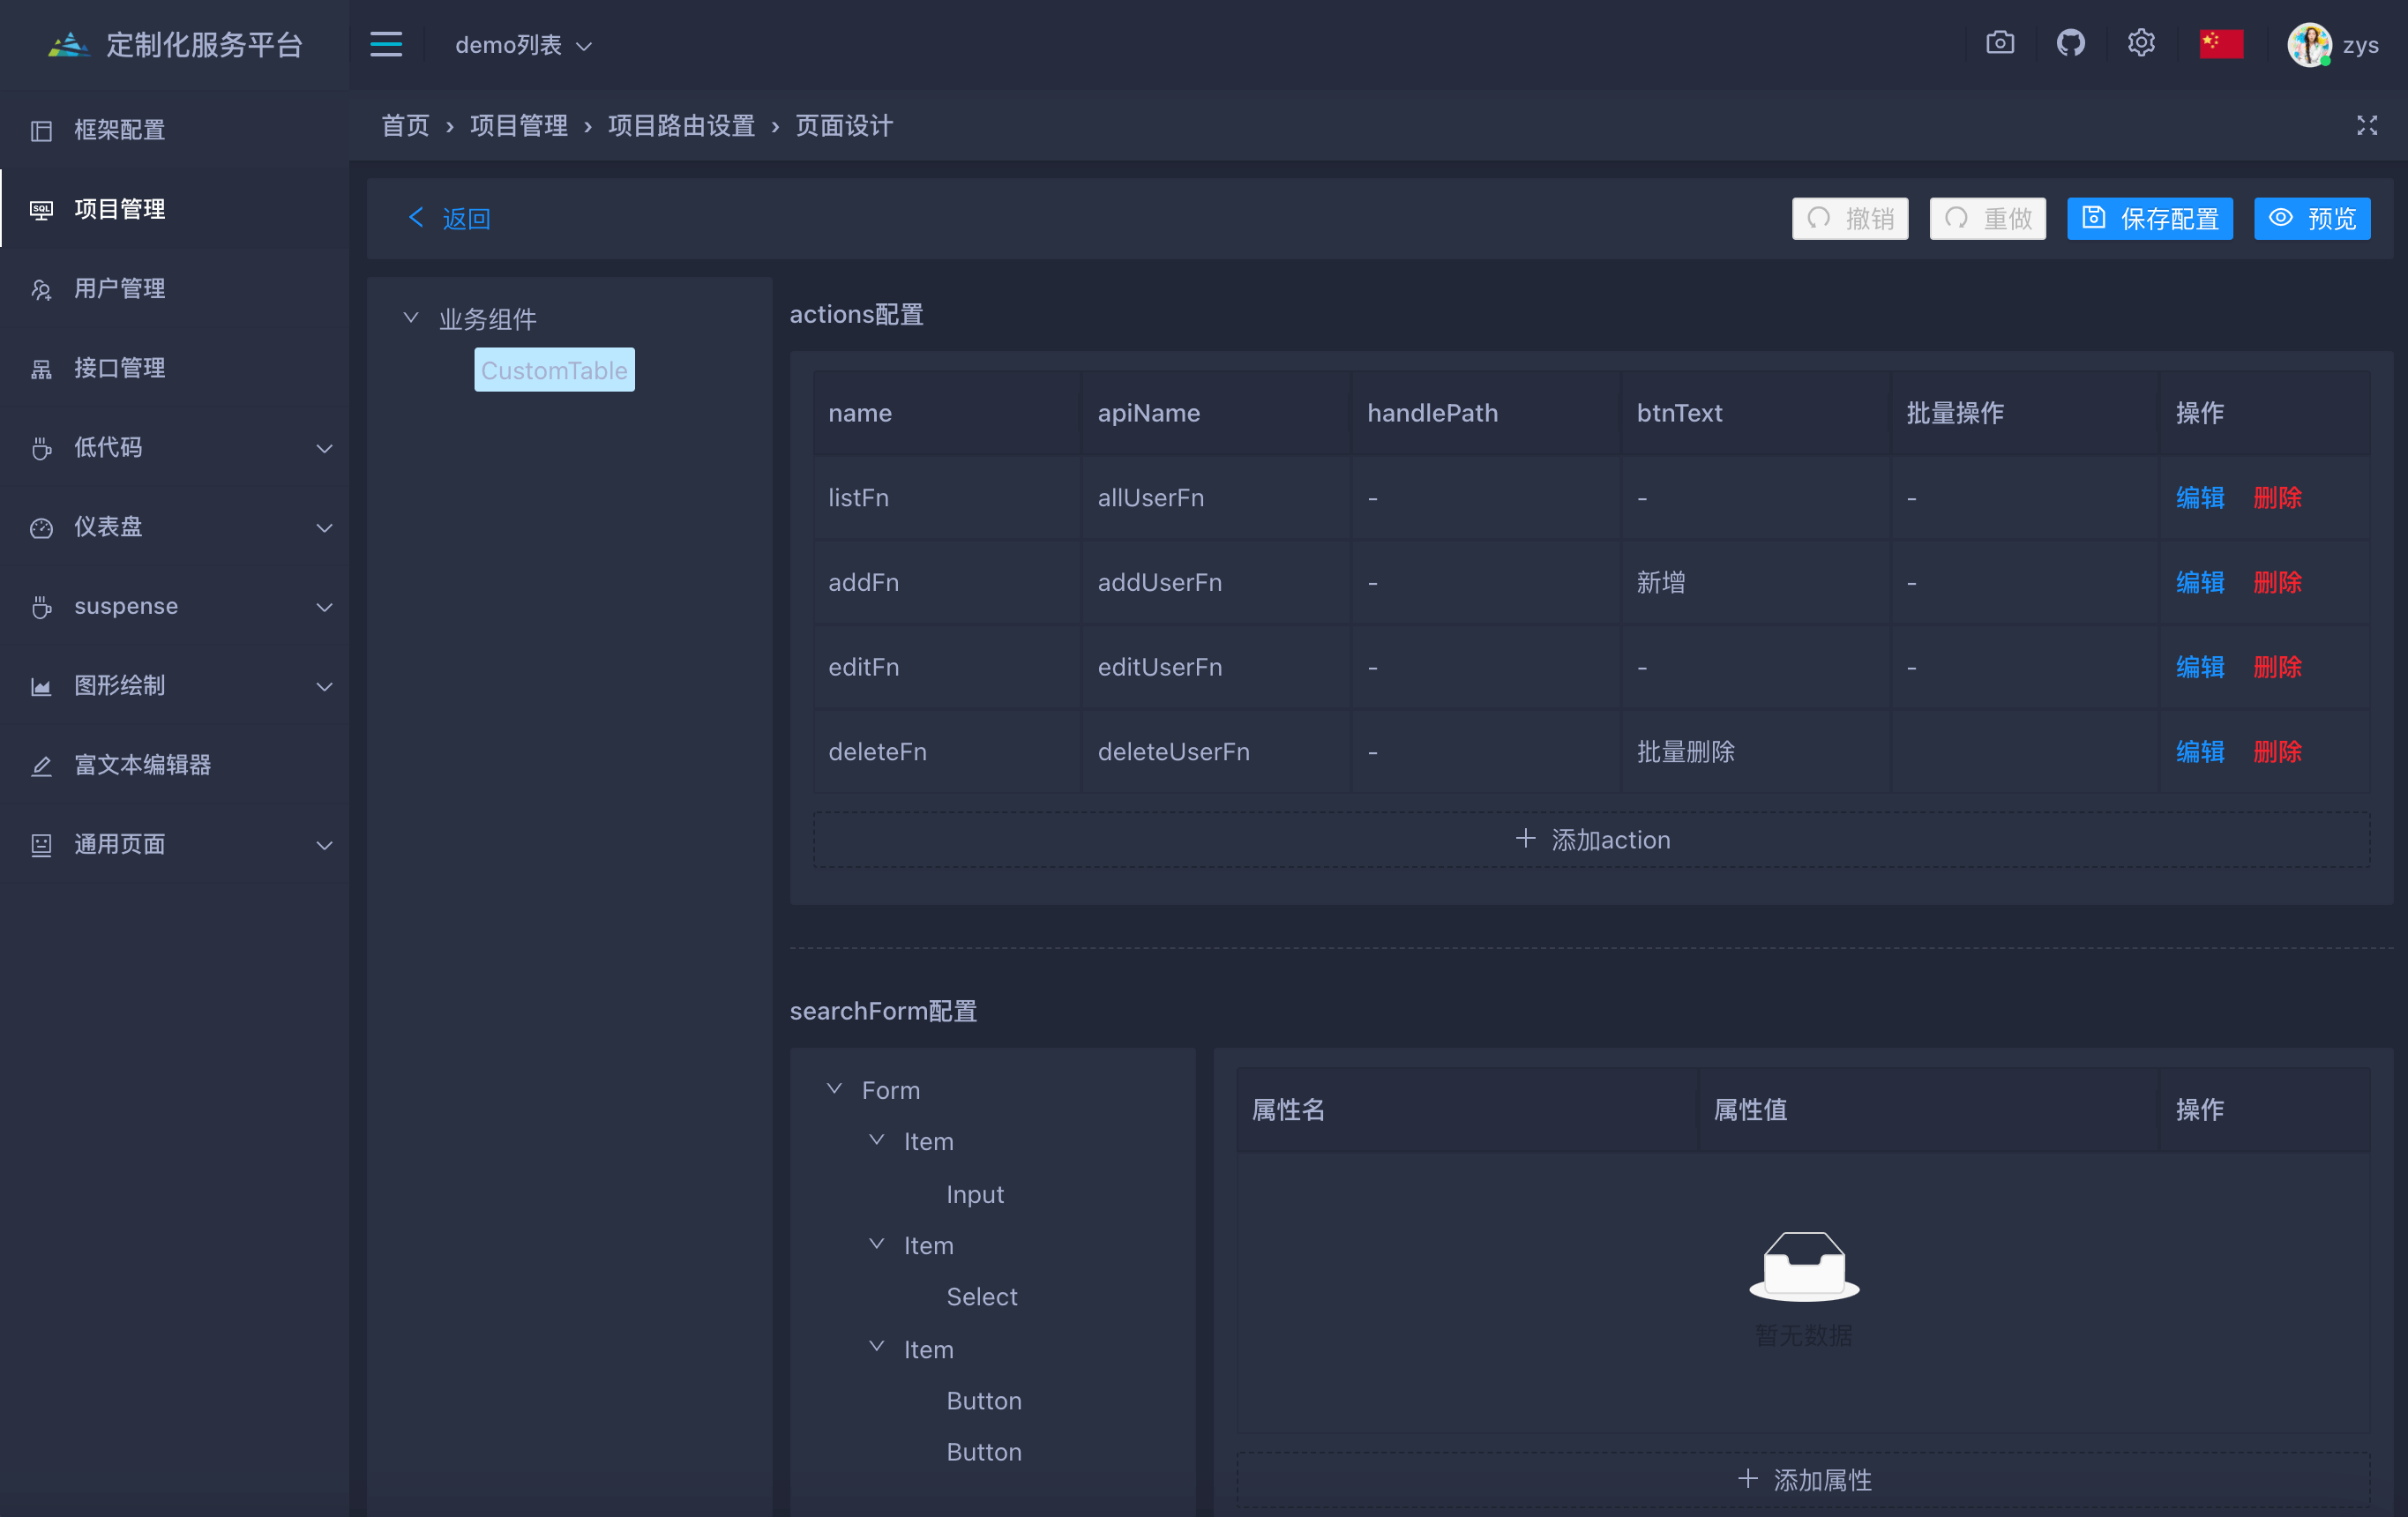 定制化服务平台
demo列表
zys
框架配置
项目管理
用户管理
接口管理
低代码
仪表盘
suspense
图形绘制
富文本编辑器
通用页面
首页 › 项目管理 › 项目路由设置 › 页面设计
返回
撤销
重做
保存配置
预览
业务组件
CustomTable
actions配置
name apiName handlePath btnText 批量操作 操作
listFn allUserFn - - - 编辑 删除
addFn addUserFn - 新增 - 编辑 删除
editFn editUserFn - - - 编辑 删除
deleteFn deleteUserFn - 批量删除 编辑 删除
添加action
searchForm配置
Form
Item
Input
Item
Select
Item
Button
Button
属性名 属性值 操作
暂无数据
添加属性